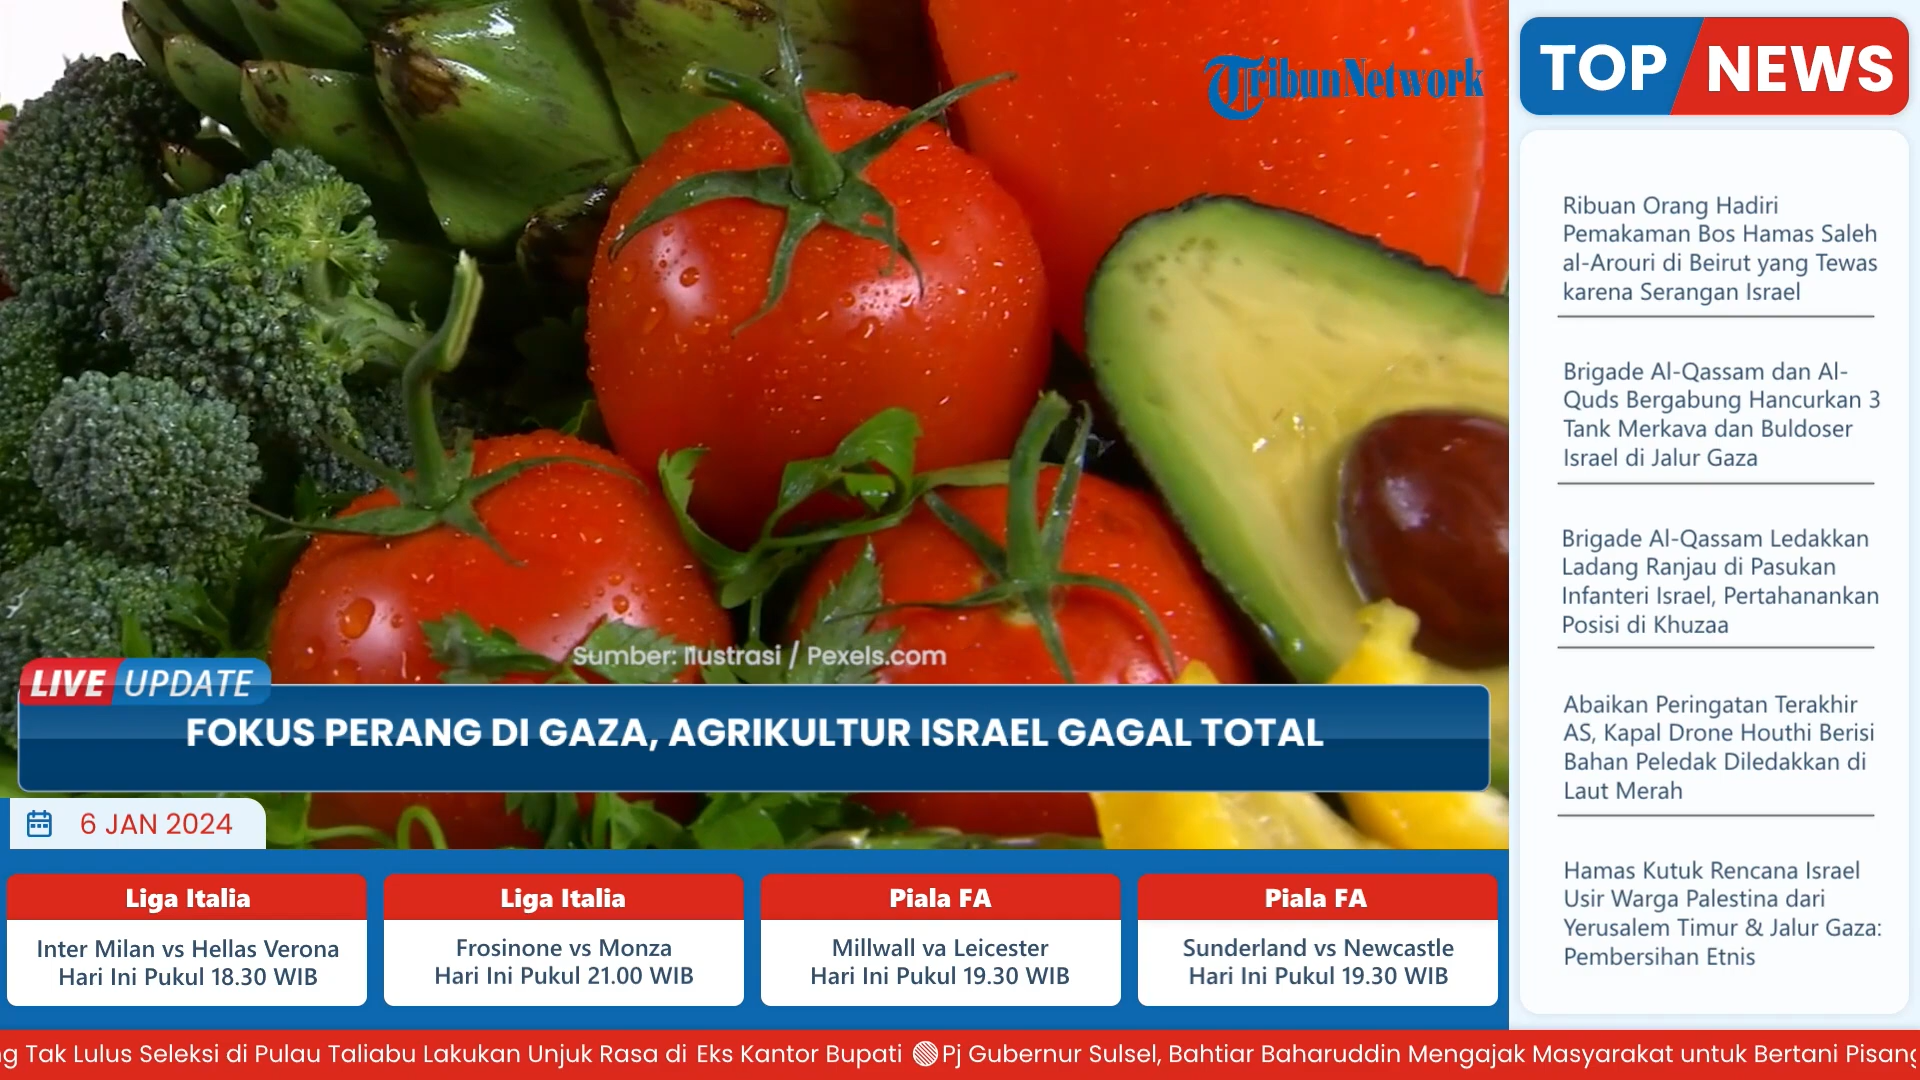 TribunNetwork
TOP NEWS
Ribuan Orang Hadiri
Pemakaman Bos Hamas Saleh
al-Arouri di Beirut yang Tewas
karena Serangan Israel
Brigade Al-Qassam dan Al-
Quds Bergabung Hancurkan 3
Tank Merkava dan Buldoser
Israel di Jalur Gaza
Brigade Al-Qassam Ledakkan
Ladang Ranjau di Pasukan
Infanteri Israel, Pertahanankan
Posisi di Khuzaa
Abaikan Peringatan Terakhir
AS, Kapal Drone Houthi Berisi
Bahan Peledak Diledakkan di
Laut Merah
Hamas Kutuk Rencana Israel
Usir Warga Palestina dari
Yerusalem Timur & Jalur Gaza:
Pembersihan Etnis
Sumber: Ilustrasi / Pexels.com
LIVE UPDATE
FOKUS PERANG DI GAZA, AGRIKULTUR ISRAEL GAGAL TOTAL
6 JAN 2024
Liga Italia
Inter Milan vs Hellas Verona
Hari Ini Pukul 18.30 WIB
Liga Italia
Frosinone vs Monza
Hari Ini Pukul 21.00 WIB
Piala FA
Millwall va Leicester
Hari Ini Pukul 19.30 WIB
Piala FA
Sunderland vs Newcastle
Hari Ini Pukul 19.30 WIB
g Tak Lulus Seleksi di Pulau Taliabu Lakukan Unjuk Rasa di Eks Kantor Bupati Pj Gubernur Sulsel, Bahtiar Baharuddin Mengajak Masyarakat untuk Bertani Pisang